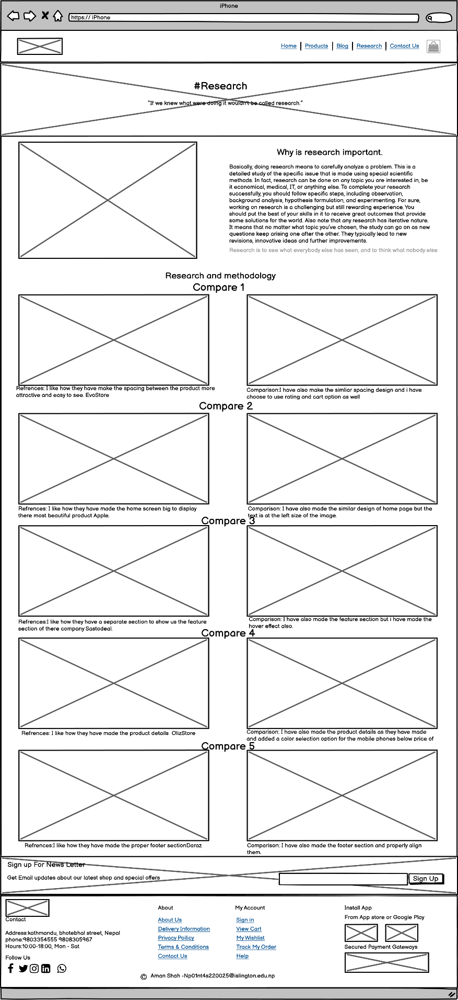 iPhone
https:// iPhone
Home Products Blog Research Contact Us
#Research
"If we knew what were doing it wouldn't be called research."
Why is research important.
Basically, doing research means to carefully analyze a problem. This is a
detailed study of the specific issue that is made using special scientific
methods. In fact, research can be done on any topic you are interested in, be
it economical, medical, IT, or anything else. To complete your research
successfully, you should follow specific steps, including observation,
background analysis, hypothesis formulation, and experimenting. For sure,
working on research is a challenging but still rewarding experience. You
should put the best of your skills in it to receive great outcomes that provide
some solutions for the world. Also note that any research has iterative nature.
It means that no matter what topic you've chosen, the study can go on as new
questions keep arising one after the other. They typically lead to new
revisions, innovative ideas and further improvements.
Research is to see what everybody else has seen, and to think what nobody else
Research and methodology
Compare 1
Refrences: I like how they have make the spacing between the product more
attractive and easy to see. EvoStore
Comparison:I have also make the simliar spacing design and i have
choose to use rating and cart option as well
Compare 2
Refrences: I like how they have made the home screen big to display
there most beautiful product Apple.
Comparison: I have also made the similar design of home page but the
text is at the left size of the image.
Compare 3
Refrences:I like how they have a separate section to show us the feature
section of there company Sastodeal.
Comparison: I have also made the feature section but i have made the
hover effect also.
Compare 4
Refrences: I like how they have made the product details OlizStore
Comparison: I have also made the product details as they have made
and added a color selection option for the mobile phones below price of
Compare 5
Refrences:I like how they have made the proper footer sectionDaraz
Comparison: I have also made the footer section and properly align
them.
Sign up For News Letter
Get Email updates about our latest shop and special offers
Sign Up
Contact
Address:kathmandu, bhotebhal street, Nepal
phone:9803354555 9808305967
Hours:10:00-18:00, Mon - Sat
Follow Us
About
About Us
Delivery Information
Privacy Poilicy
Terms & Conditions
Contact Us
My Account
Sign in
View Cart
My Wishlist
Track My Order
Help
Install App
From App store or Google Play
Secured Payment Gateways
© Aman Shah -Np01nt4s220025@islington.edu.np